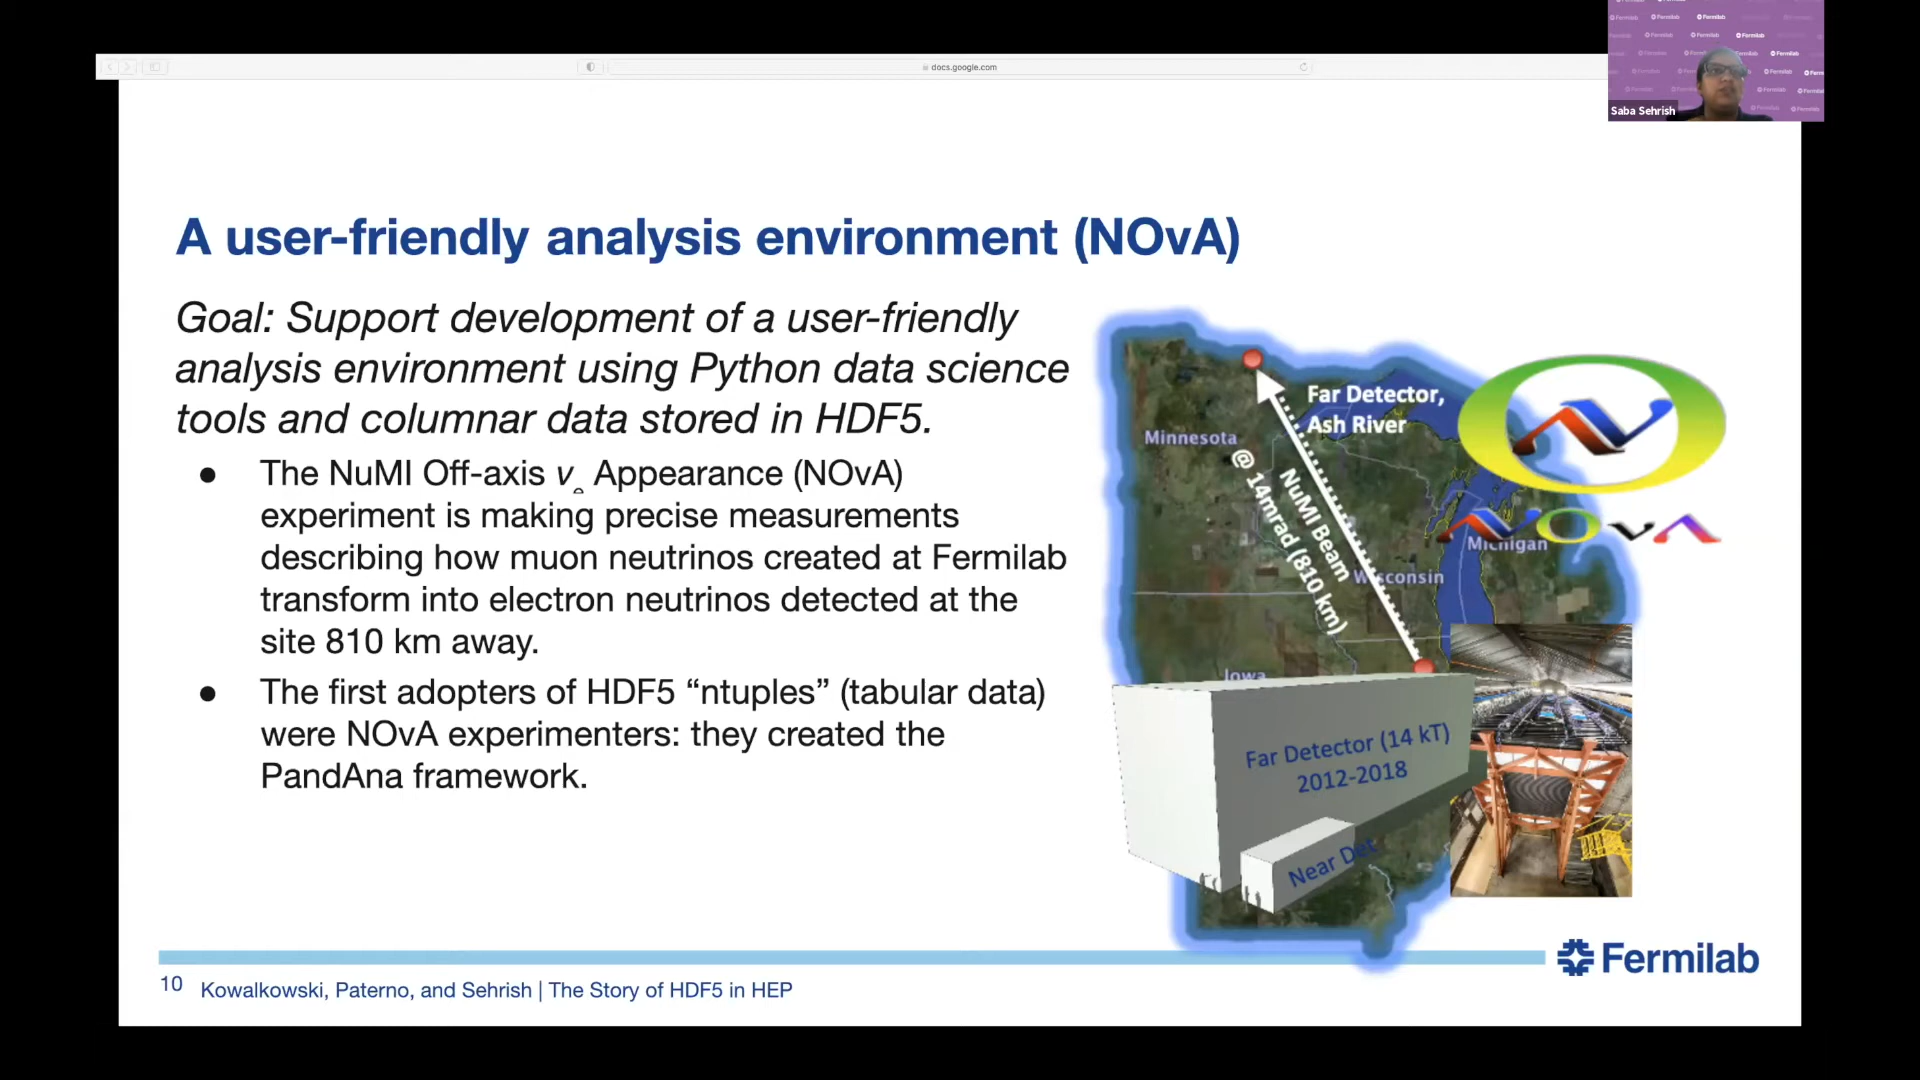 docs.google.com
Fermilab
Saba Sehrish
A user-friendly analysis environment (NOvA)
Goal: Support development of a user-friendly
analysis environment using Python data science
tools and columnar data stored in HDF5.
● The NuMI Off-axis νe Appearance (NOvA)
experiment is making precise measurements
describing how muon neutrinos created at Fermilab
transform into electron neutrinos detected at the
site 810 km away.
● The first adopters of HDF5 “ntuples” (tabular data)
were NOvA experimenters: they created the
PandAna framework.
Far Detector,
Ash River
Minnesota
NuMI Beam
@ 14mrad (810 km)
NOvA
Michigan
Wisconsin
Iowa
Far Detector (14 kT)
2012-2018
Near Det
Fermilab
10 Kowalkowski, Paterno, and Sehrish | The Story of HDF5 in HEP